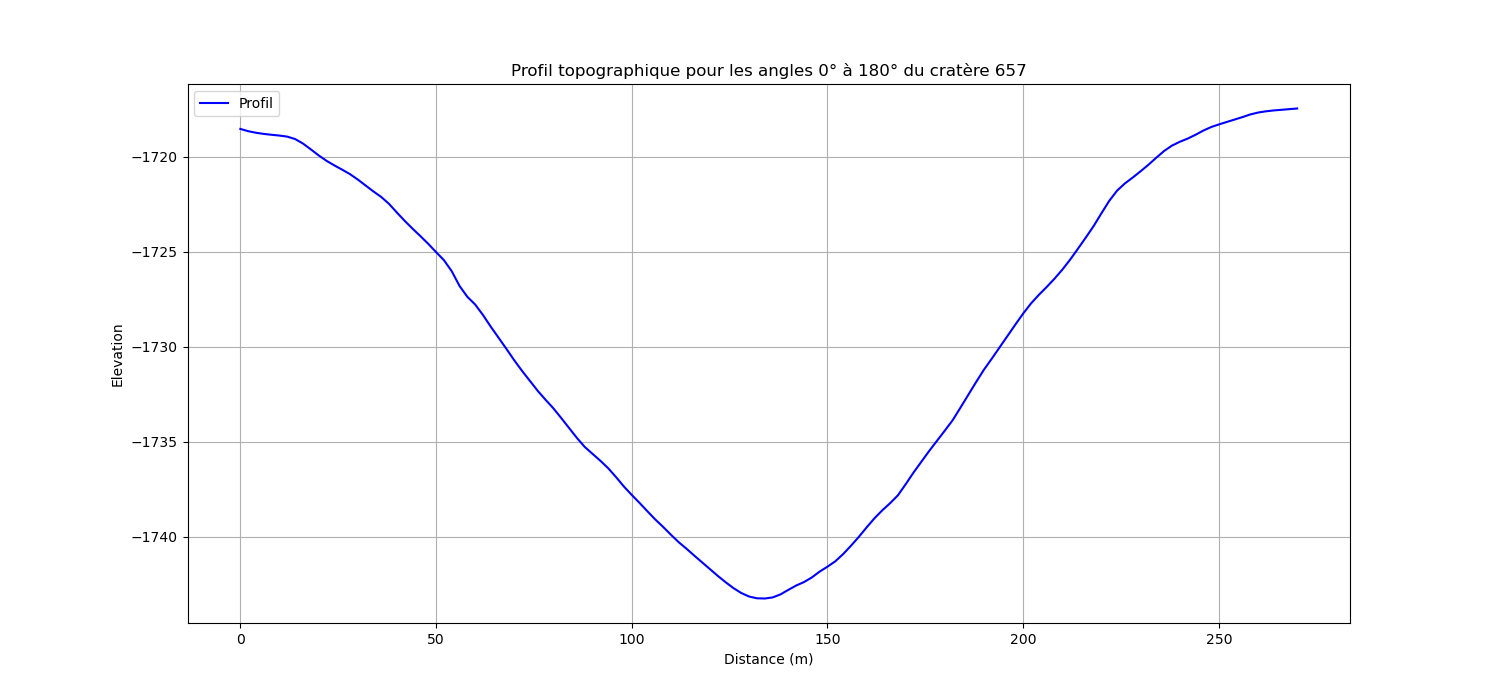 Profil topographique pour les angles 0° à 180° du cratère 657
Profil
−1720
−1725
−1730
−1735
−1740
Elevation
0 50 100 150 200 250
Distance (m)